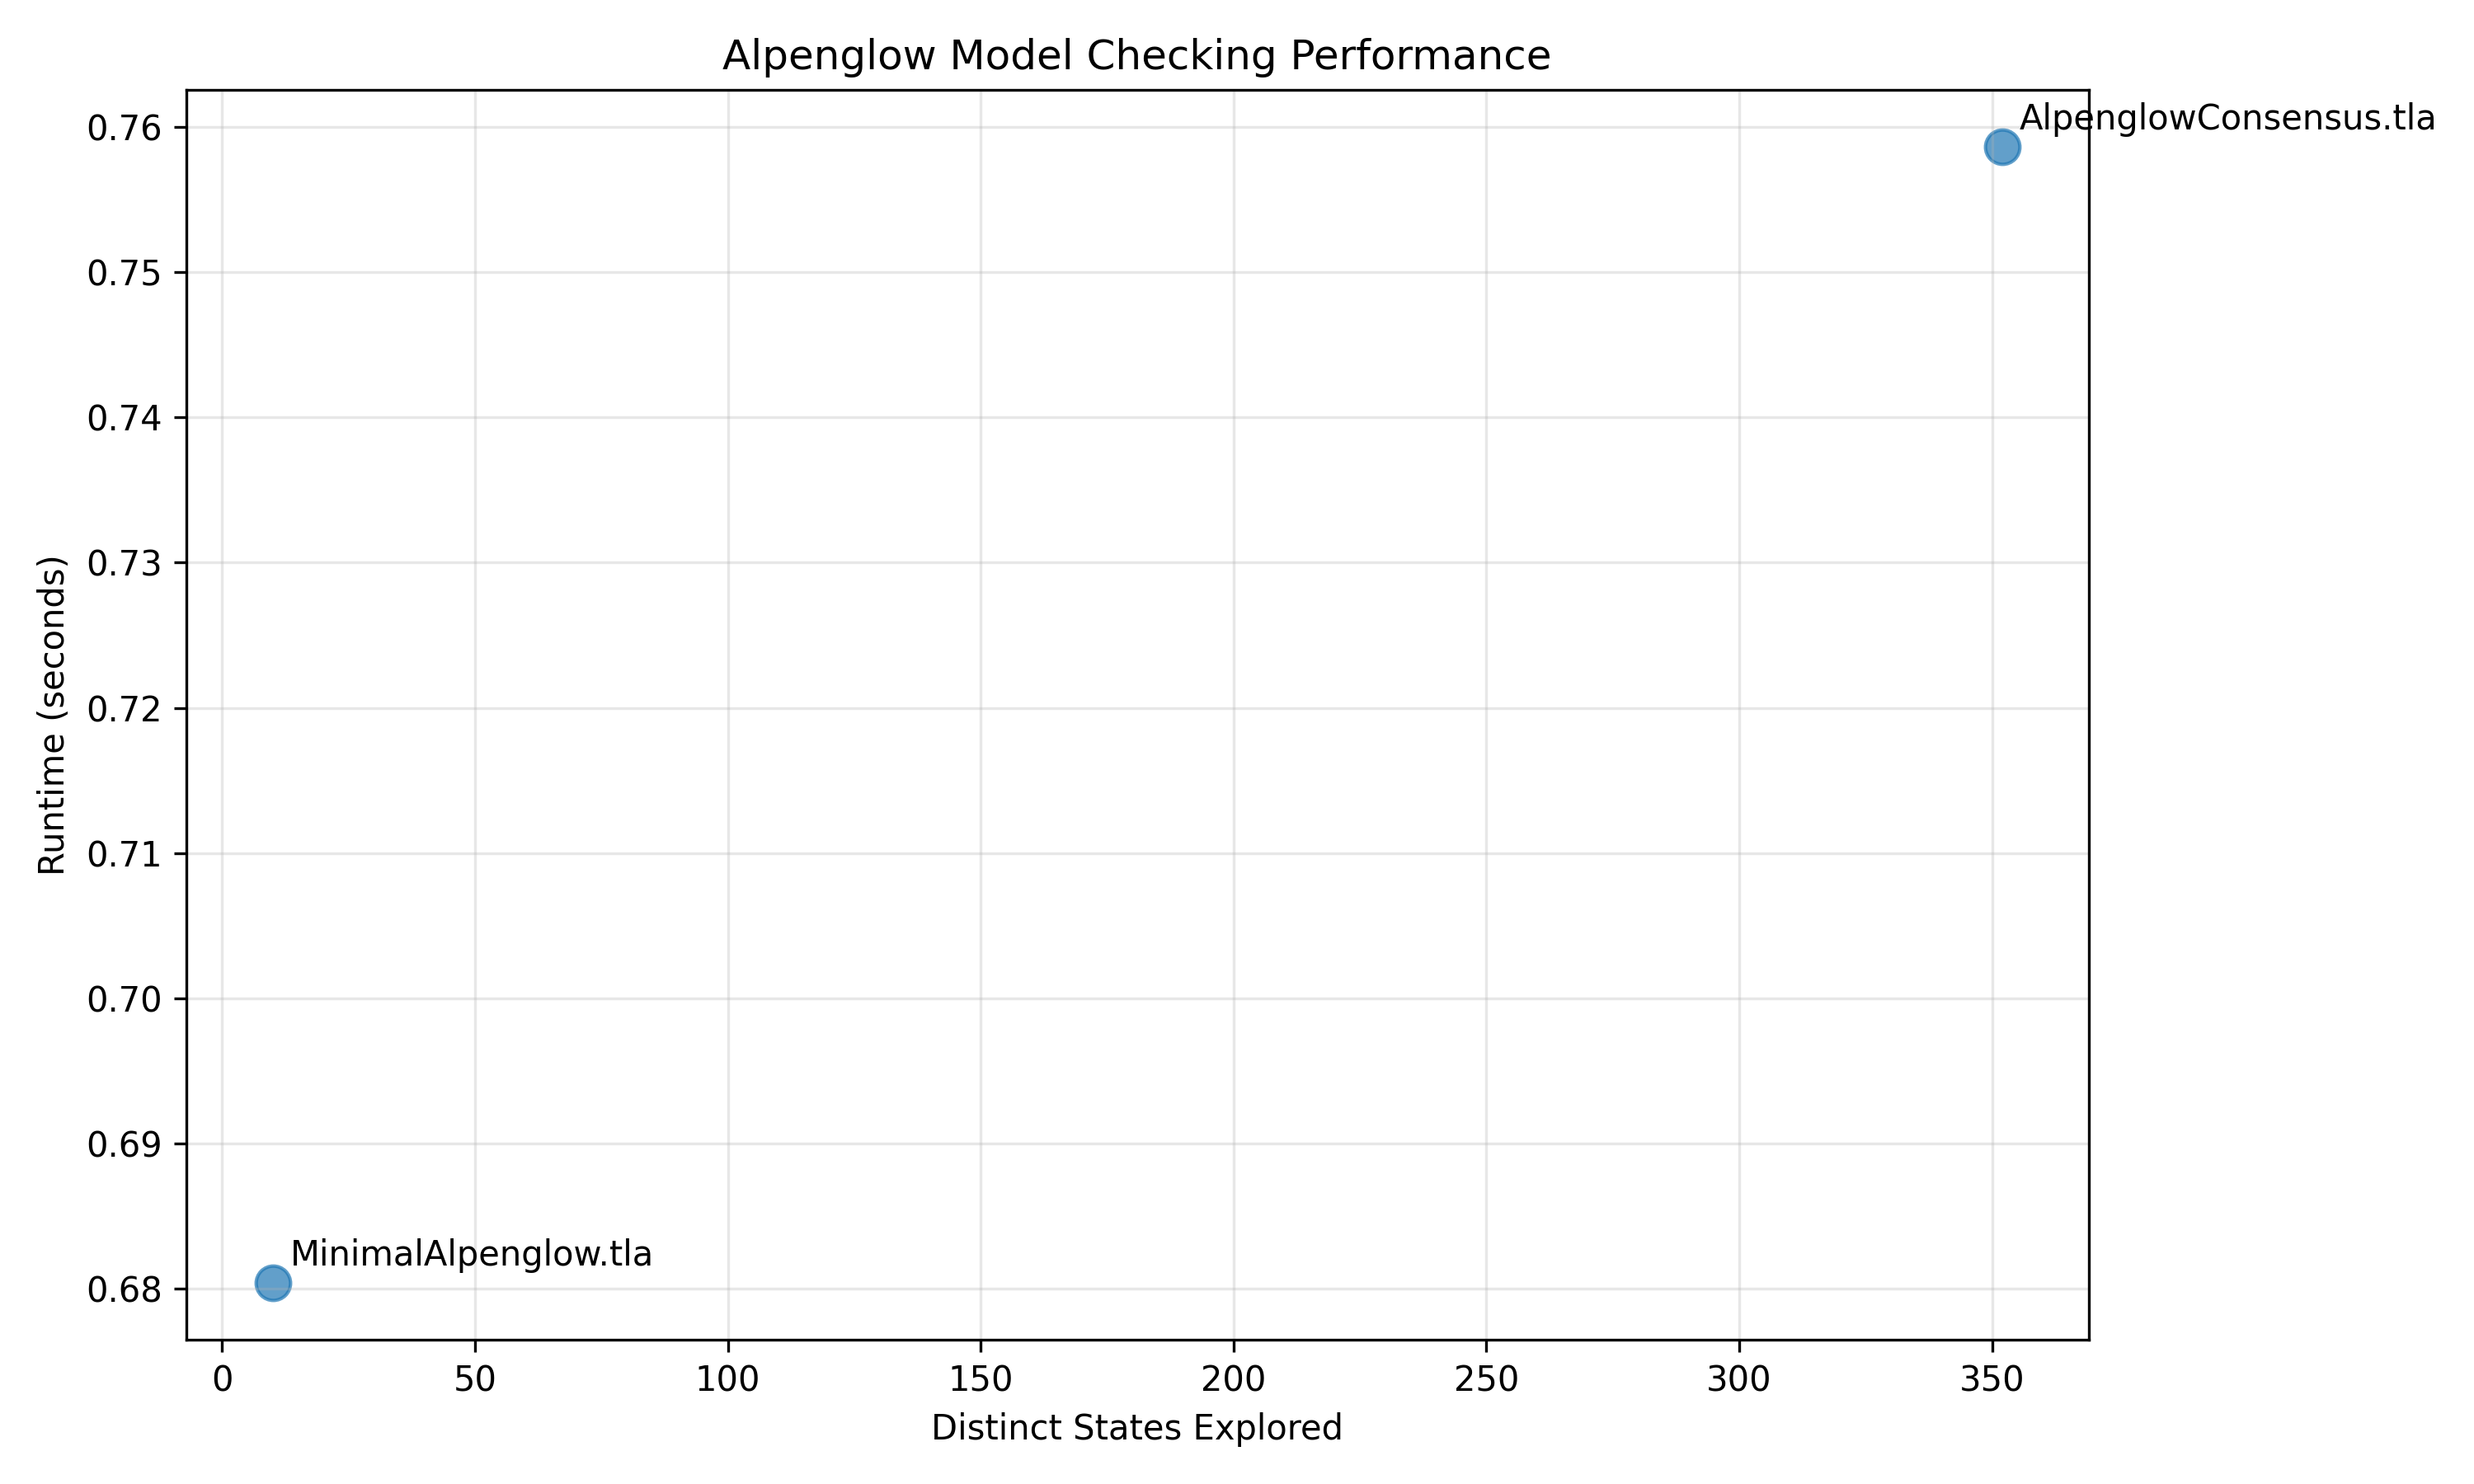 Alpenglow Model Checking Performance
AlpenglowConsensus.tla
0.76
0.75
0.74
0.73
0.72
0.71
0.70
0.69
0.68
Runtime (seconds)
MinimalAlpenglow.tla
0 50 100 150 200 250 300 350
Distinct States Explored